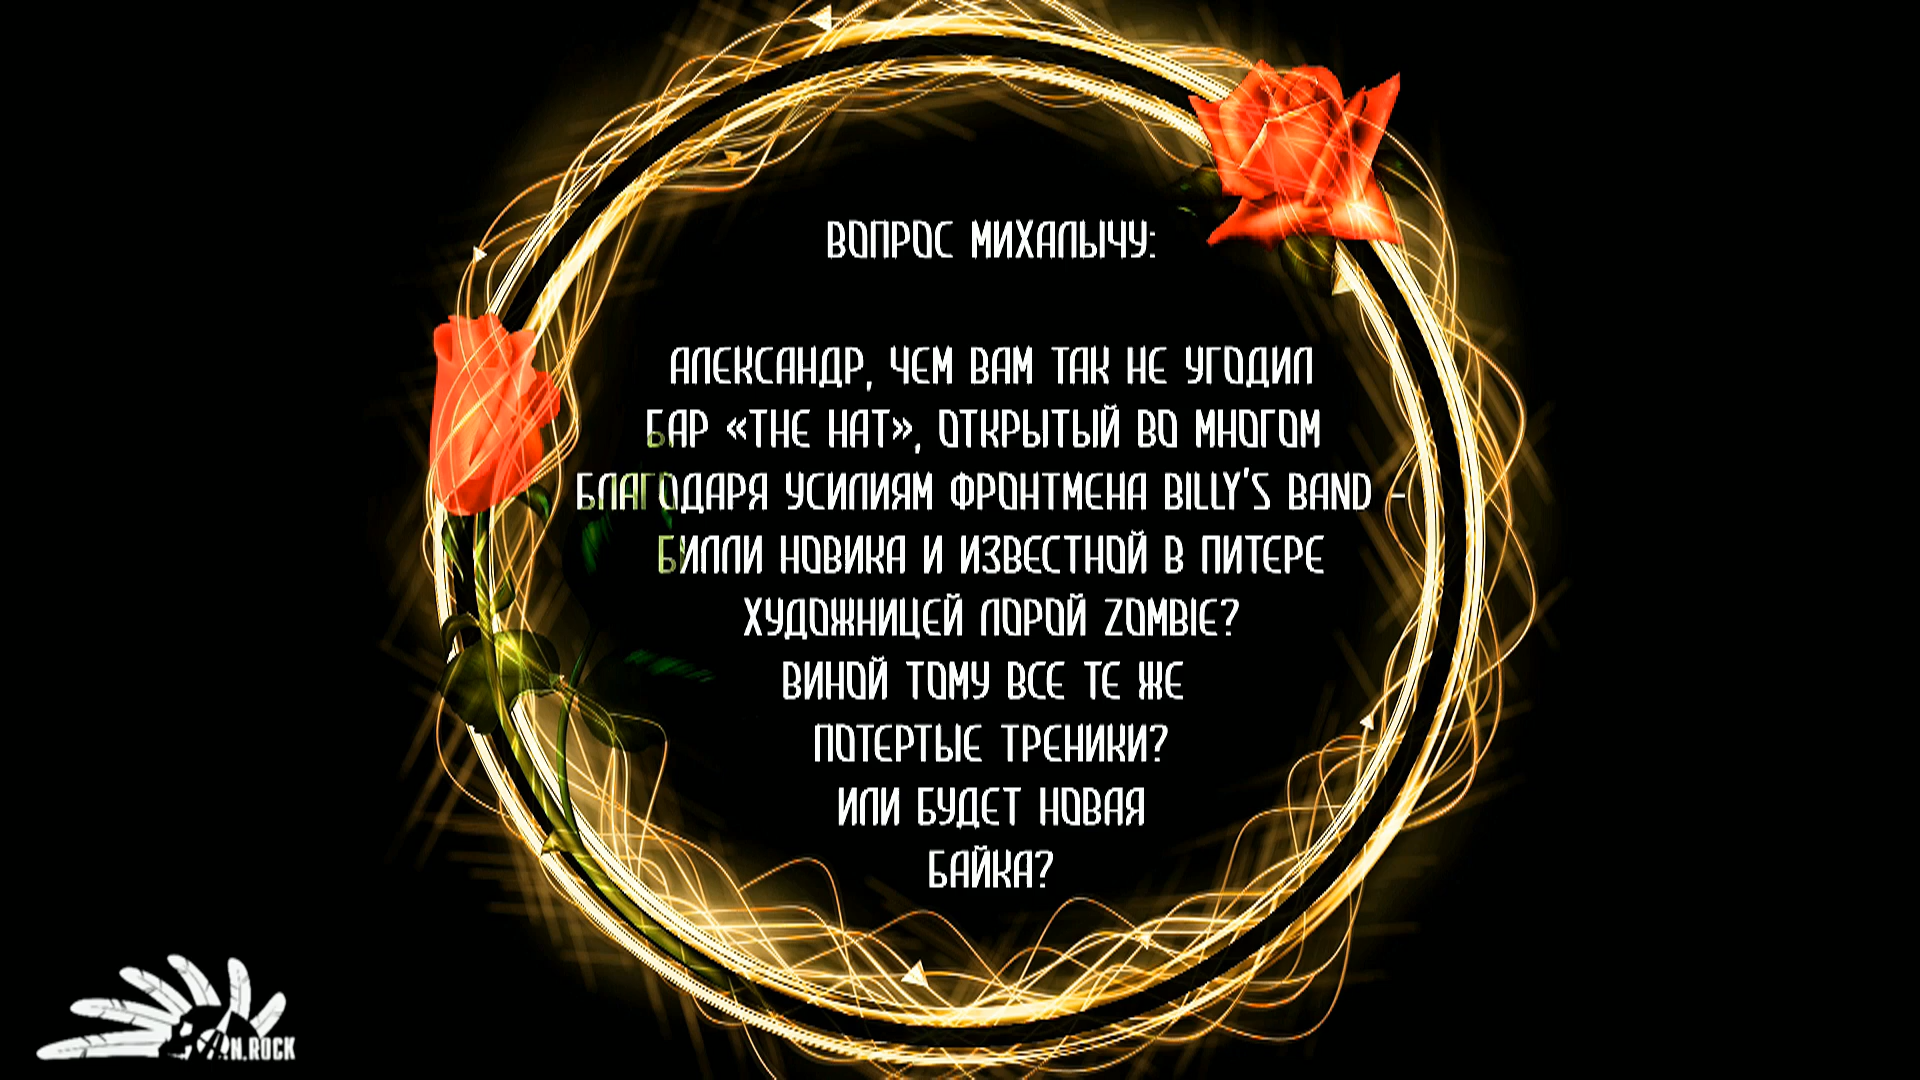 ВОПРОС МИХАЛЫЧУ:
АЛЕКСАНДР, ЧЕМ ВАМ ТАК НЕ УГОДИЛ
БАР «THE HAT», ОТКРЫТЫЙ ВО МНОГОМ
БЛАГОДАРЯ УСИЛИЯМ ФРОНТМЕНА BILLY'S BAND -
БИЛЛИ НОВИКА И ИЗВЕСТНОЙ В ПИТЕРЕ
ХУДОЖНИЦЕЙ ЛОРОЙ ZOMBIE?
ВИНОЙ ТОМУ ВСЕ ТЕ ЖЕ
ПОТЕРТЫЕ ТРЕНИКИ?
ИЛИ БУДЕТ НОВАЯ
БАЙКА?
AN.ROCK